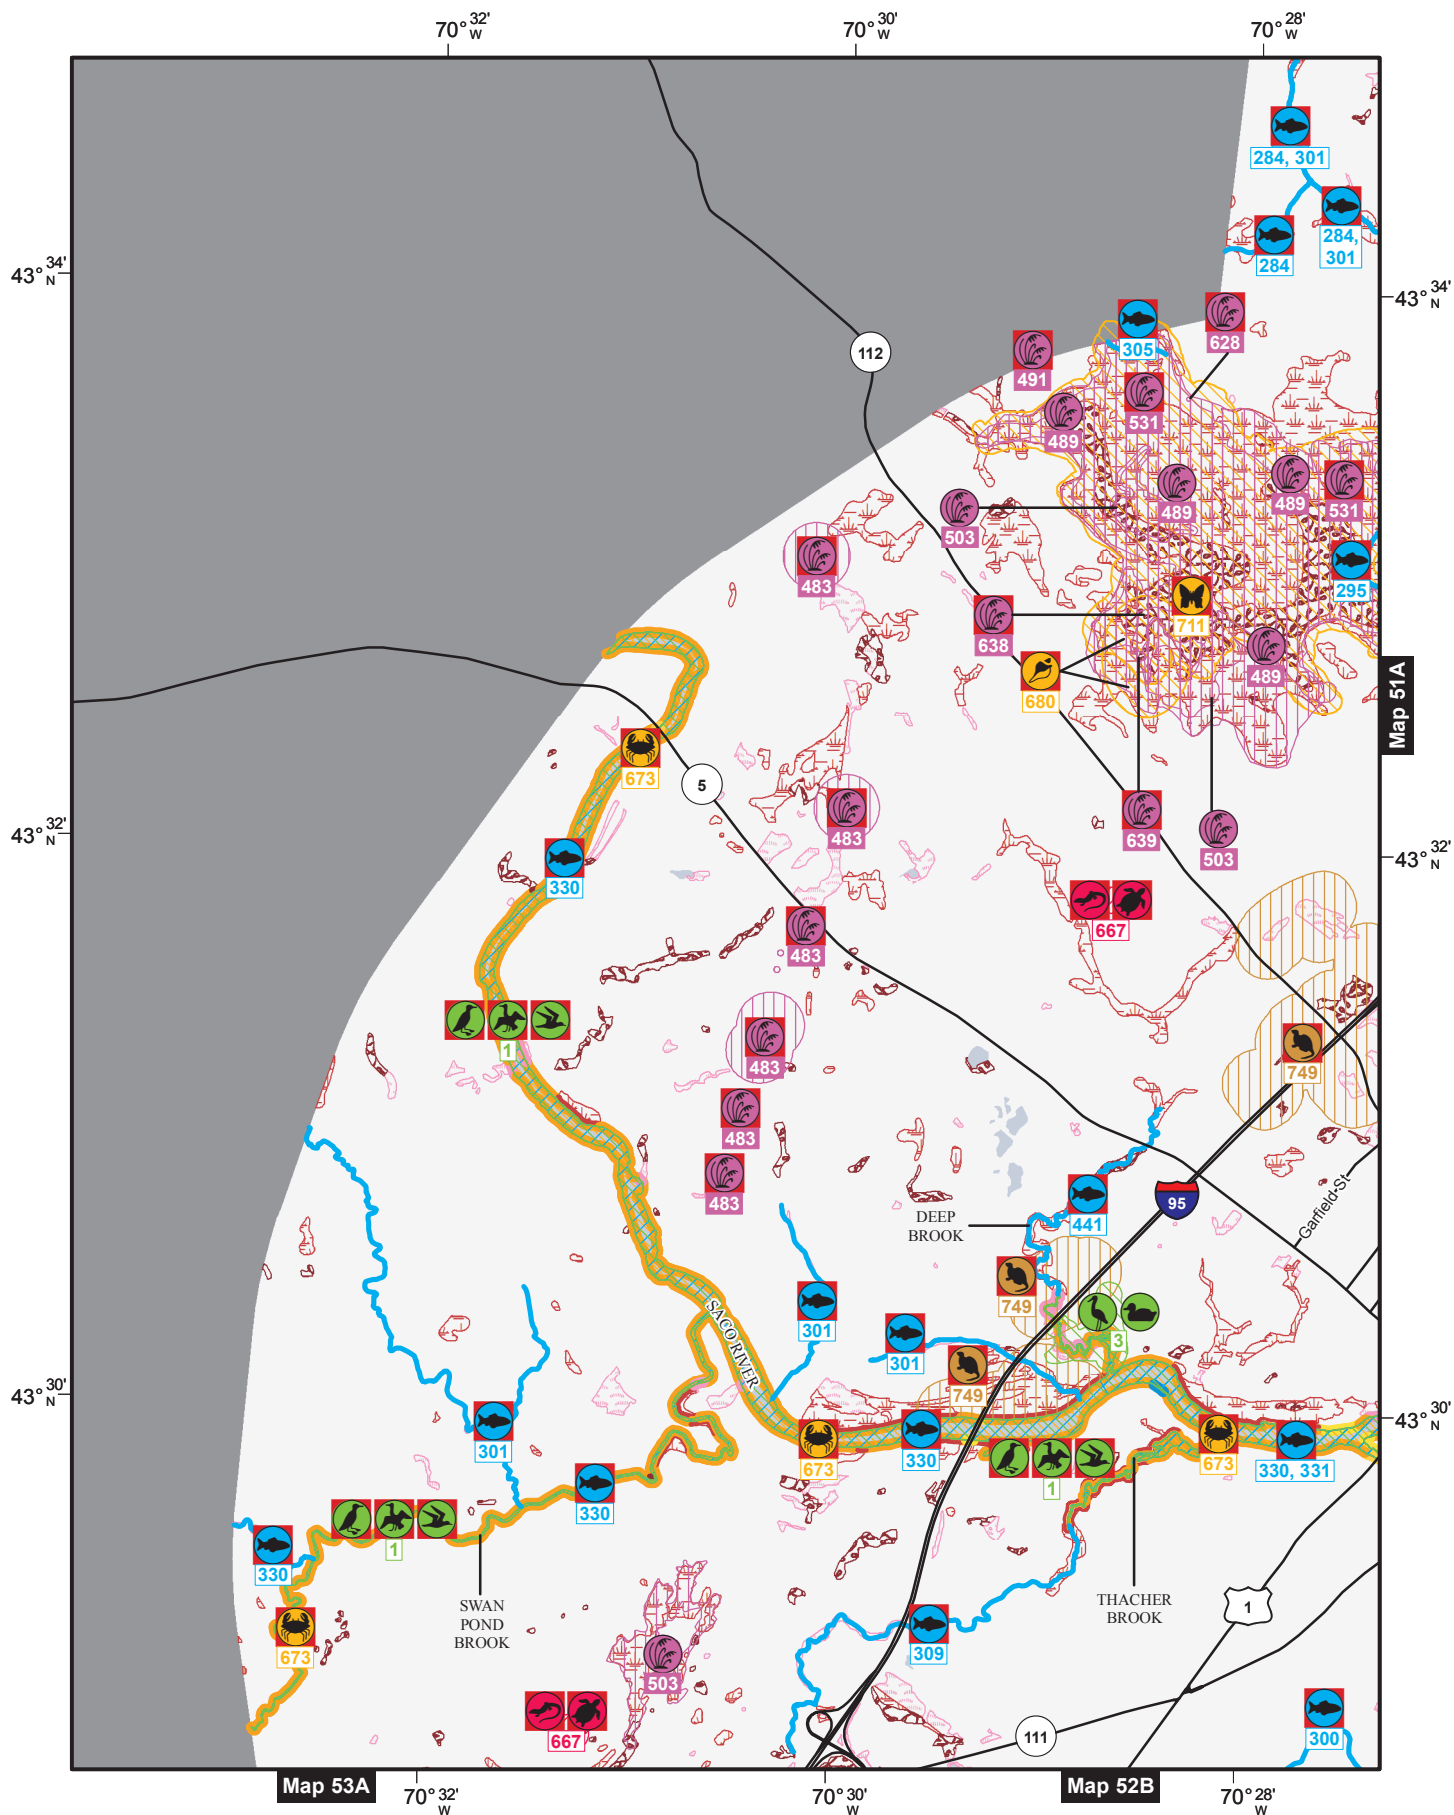 70° 32' W
70° 30' W
70° 28' W
284, 301
284
284,
301
43° 34' N
43° 34' N
628
305
112
491
531
489
489
489
531
503
483
295
711
638
489
680
Map 51A
673
5
483
639
503
43° 32' N
43° 32' N
330
667
483
1
483
749
483
483
441
95
DEEP
BROOK
Garfield-St
749
301
3
301
SACO RIVER
749
43° 30' N
43° 30' N
301
673
330
673
330, 331
1
330
1
330
SWAN
POND
BROOK
THACHER
BROOK
1
673
309
503
667
111
300
Map 53A
Map 52B
70° 32' W
70° 30' W
70° 28' W